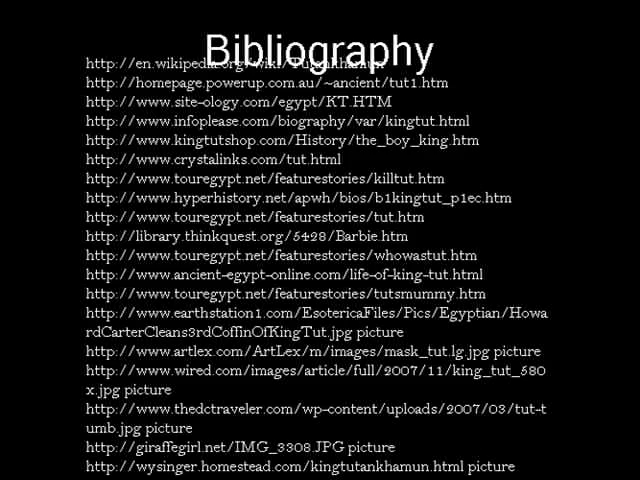 Bibliography
http://en.wikipedia.org/wiki/Tutankhamun
http://homepage.powerup.com.au/~ancient/tut1.htm
http://www.site-ology.com/egypt/KT.HTM
http://www.infoplease.com/biography/var/kingtut.html
http://www.kingtutshop.com/History/the_boy_king.htm
http://www.crystalinks.com/tut.html
http://www.touregypt.net/featurestories/killtut.htm
http://www.hyperhistory.net/apwh/bios/b1kingtut_p1ec.htm
http://www.touregypt.net/featurestories/tut.htm
http://library.thinkquest.org/5428/Barbie.htm
http://www.touregypt.net/featurestories/whowastut.htm
http://www.ancient-egypt-online.com/life-of-king-tut.html
http://www.touregypt.net/featurestories/tutsmummy.htm
http://www.earthstation1.com/EsotericaFiles/Pics/Egyptian/Howa
rdCarterCleans3rdCoffinOfKingTut.jpg picture
http://www.artlex.com/ArtLex/m/images/mask_tut.lg.jpg picture
http://www.wired.com/images/article/full/2007/11/king_tut_580
x.jpg picture
http://www.thedctraveler.com/wp-content/uploads/2007/03/tut-t
umb.jpg picture
http://giraffegirl.net/IMG_3308.JPG picture
http://wysinger.homestead.com/kingtutankhamun.html picture